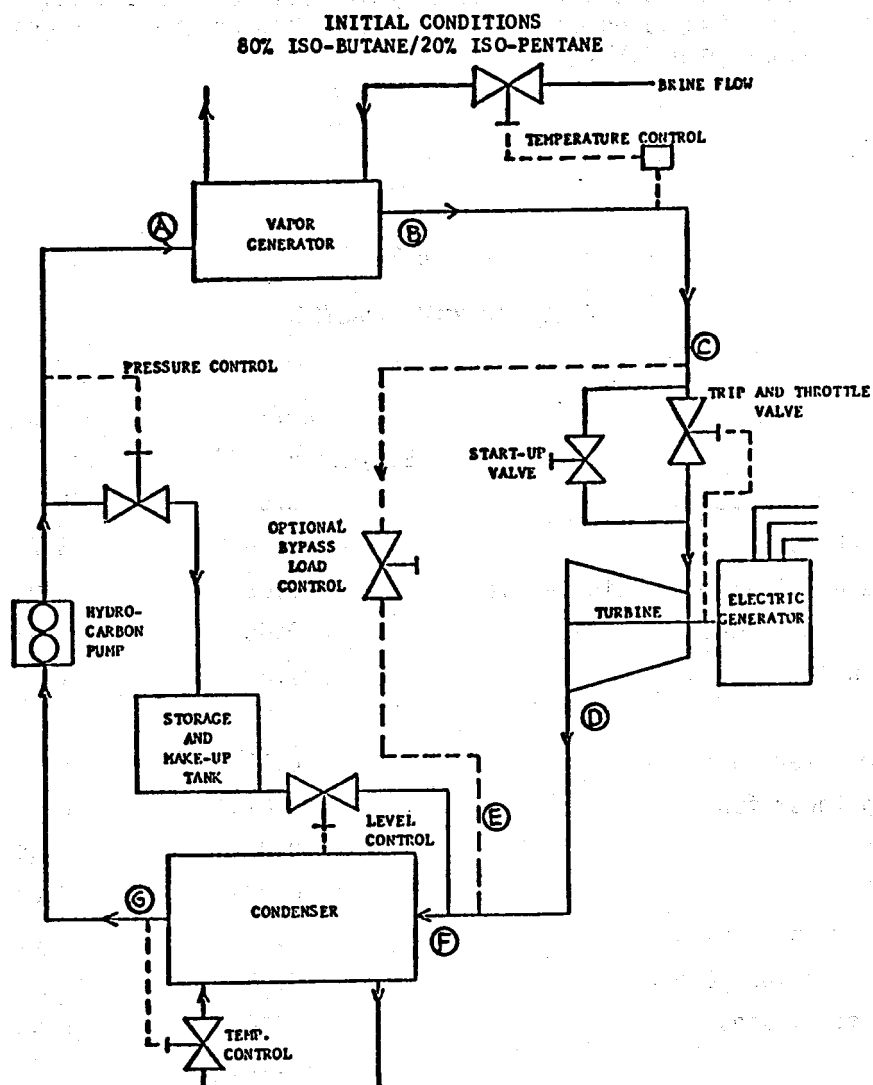 INITIAL CONDITIONS
80% ISO-BUTANE/20% ISO-PENTANE
BRINE FLOW
TEMPERATURE CONTROL
VAPOR
GENERATOR
A
B
C
PRESSURE CONTROL
TRIP AND THROTTLE
VALVE
START-UP
VALVE
OPTIONAL
BYPASS
LOAD
CONTROL
HYDRO-
CARBON
PUMP
TURBINE
ELECTRIC
GENERATOR
D
STORAGE
AND
MAKE-UP
TANK
LEVEL
CONTROL
E
G
CONDENSER
F
TEMP.
CONTROL